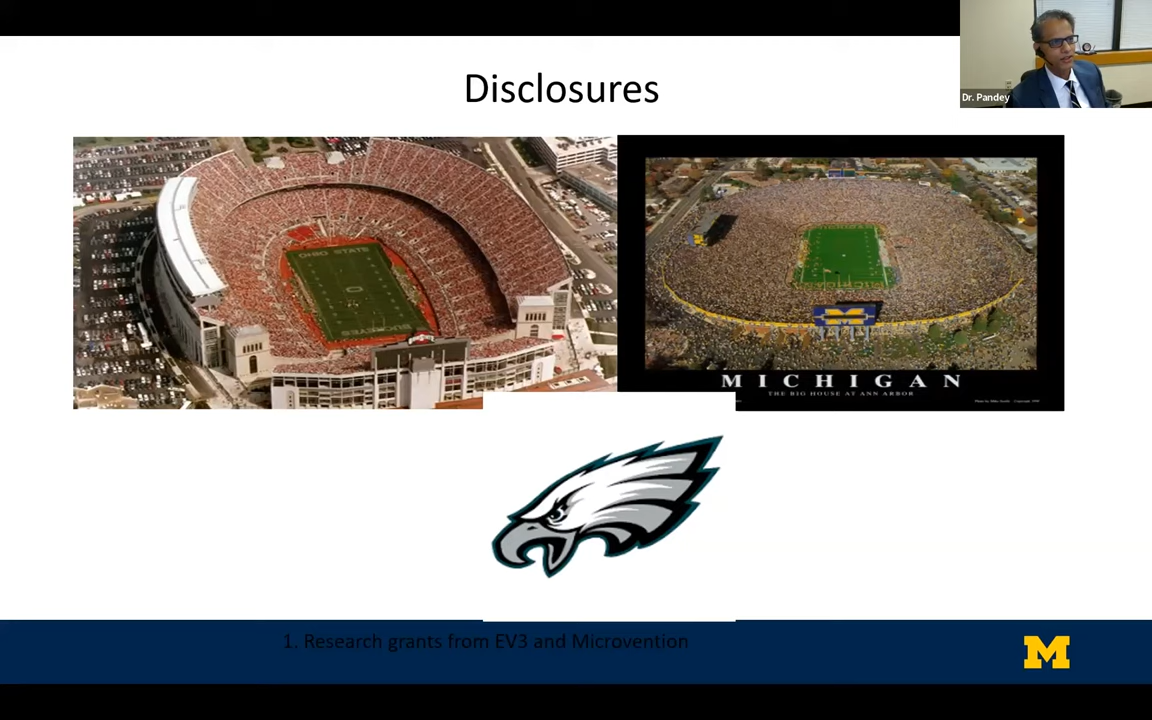 Disclosures
Dr. Pandey
OHIO STATE
BUCKEYES
M
MICHIGAN
THE BIG HOUSE AT ANN ARBOR
1. Research grants from EV3 and Microvention
M